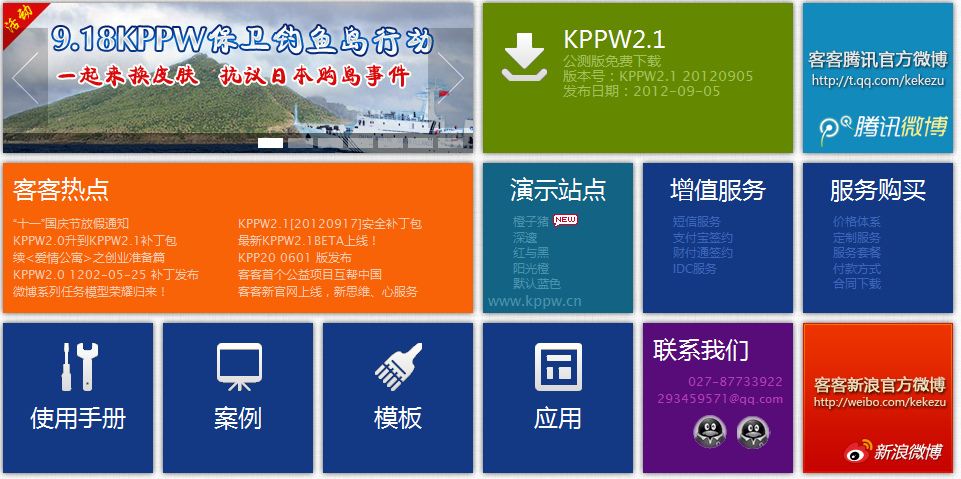 活动
9.18KPPW保卫钓鱼岛行动
一起来换皮肤 抗议日本购岛事件
KPPW2.1
公测版免费下载
版本号：KPPW2.1 20120905
发布日期：2012-09-05
客客腾讯官方微博
http://t.qq.com/kekezu
腾讯微博
客客热点
“十一”国庆节放假通知
KPPW2.0升到KPPW2.1补丁包
续<爱情公寓>之创业准备篇
KPPW2.0 1202-05-25 补丁发布
微博系列任务模型荣耀归来！
KPPW2.1[20120917]安全补丁包
最新KPPW2.1BETA上线！
KPP20 0601 版发布
客客首个公益项目互帮中国
客客新官网上线，新思维、心服务
演示站点
橙子猪 NEW
深邃
红与黑
阳光橙
默认蓝色
www.kppw.cn
增值服务
短信服务
支付宝签约
财付通签约
IDC服务
服务购买
价格体系
定制服务
服务套餐
付款方式
合同下载
使用手册
案例
模板
应用
联系我们
027-87733922
293459571@qq.com
客客新浪官方微博
http://weibo.com/kekezu
新浪微博